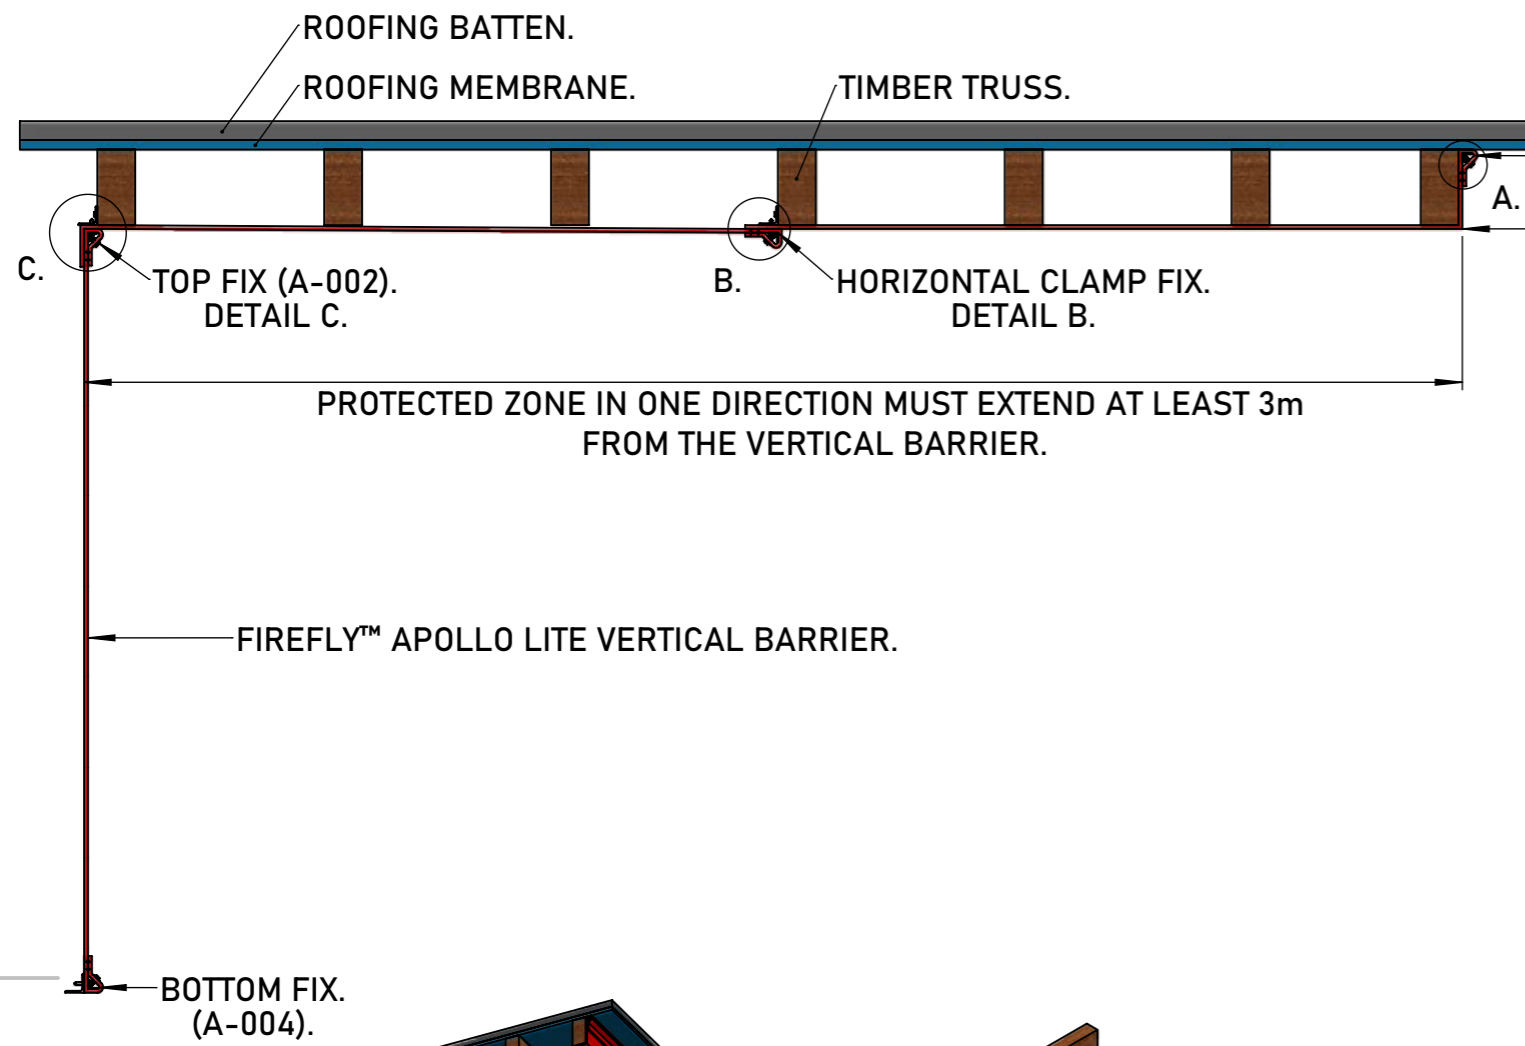 ROOFING BATTEN.
ROOFING MEMBRANE.
TIMBER TRUSS.
A.
C.
TOP FIX (A-002).
DETAIL C.
B.
HORIZONTAL CLAMP FIX.
DETAIL B.
PROTECTED ZONE IN ONE DIRECTION MUST EXTEND AT LEAST 3m
FROM THE VERTICAL BARRIER.
FIREFLY™ APOLLO LITE VERTICAL BARRIER.
BOTTOM FIX.
(A-004).